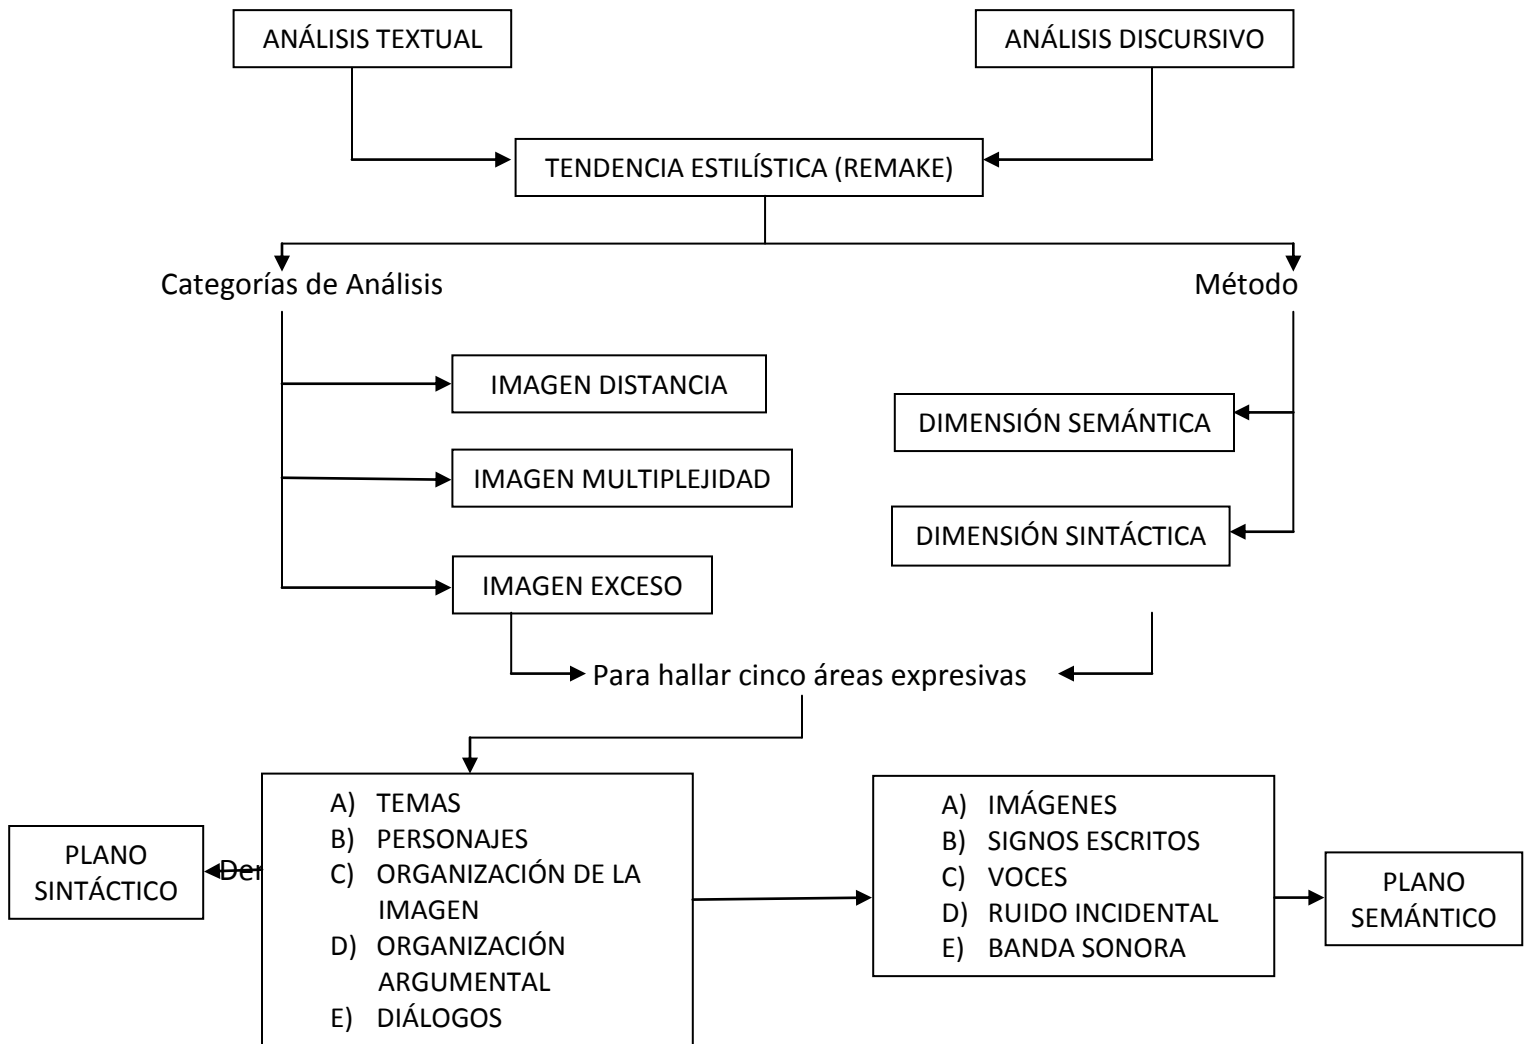 ANÁLISIS TEXTUAL
ANÁLISIS DISCURSIVO
TENDENCIA ESTILÍSTICA (REMAKE)
Categorías de Análisis
Método
IMAGEN DISTANCIA
DIMENSIÓN SEMÁNTICA
IMAGEN MULTIPLEJIDAD
DIMENSIÓN SINTÁCTICA
IMAGEN EXCESO
Para hallar cinco áreas expresivas
PLANO
SINTÁCTICO
A) TEMAS
B) PERSONAJES
C) ORGANIZACIÓN DE LA
IMAGEN
D) ORGANIZACIÓN
ARGUMENTAL
E) DIÁLOGOS
A) IMÁGENES
B) SIGNOS ESCRITOS
C) VOCES
D) RUIDO INCIDENTAL
E) BANDA SONORA
PLANO
SEMÁNTICO